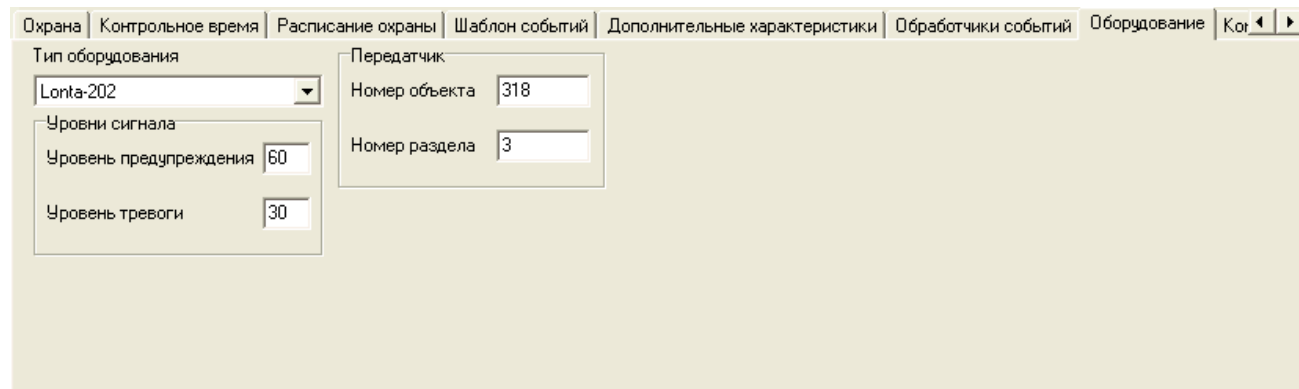 Охрана Контрольное время Расписание охраны Шаблон событий Дополнительные характеристики Обработчики событий Оборудование
Тип оборудования
Lonta-202
Уровни сигнала
Уровень предупреждения 60
Уровень тревоги 30
Передатчик
Номер объекта 318
Номер раздела 3